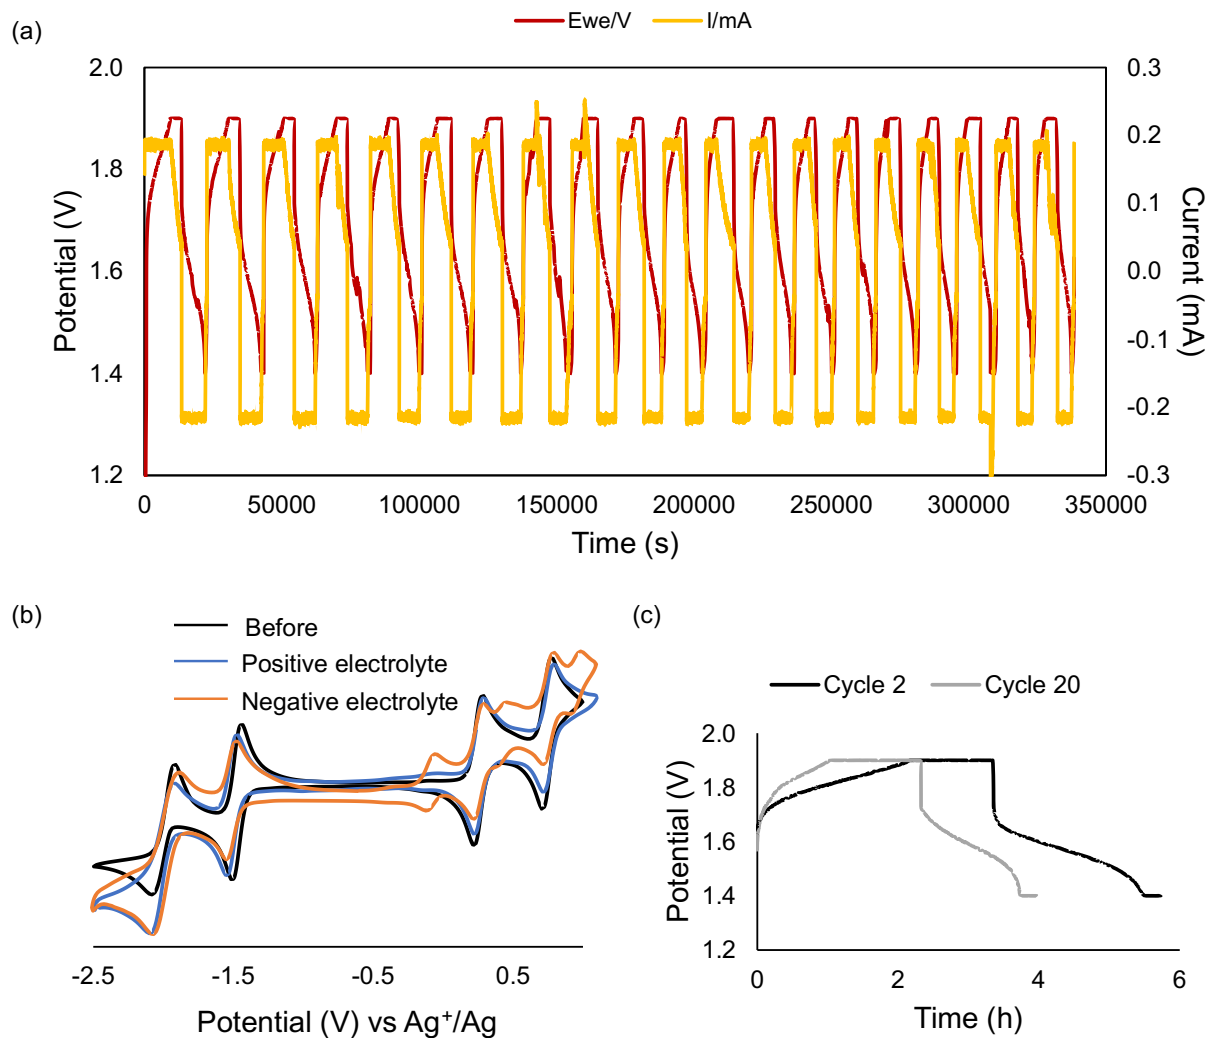 (a)
Ewe/V I/mA
2.0 0.3
1.8 0.2
0.1
1.6 0.0
-0.1
1.4 -0.2
1.2 -0.3
Potential (V)
Current (mA)
0 50000 100000 150000 200000 250000 300000 350000
Time (s)
(b)
Before
Positive electrolyte
Negative electrolyte
-2.5 -1.5 -0.5 0.5
Potential (V) vs Ag⁺/Ag
(c)
Cycle 2 Cycle 20
2.0
1.8
1.6
1.4
1.2
Potential (V)
0 2 4 6
Time (h)